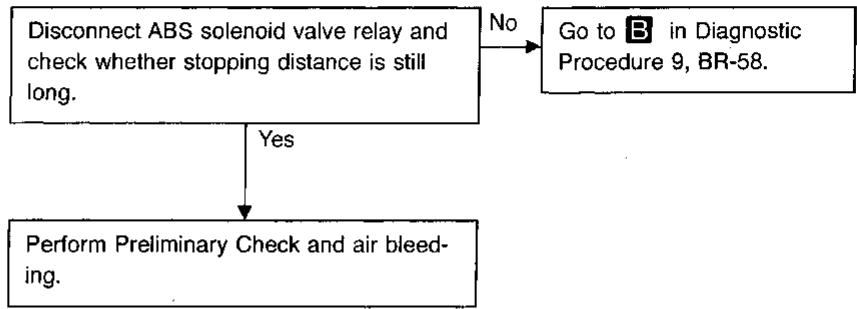 Disconnect ABS solenoid valve relay and
check whether stopping distance is still
long.
No
Go to B in Diagnostic
Procedure 9, BR-58.
Yes
Perform Preliminary Check and air bleed-
ing.